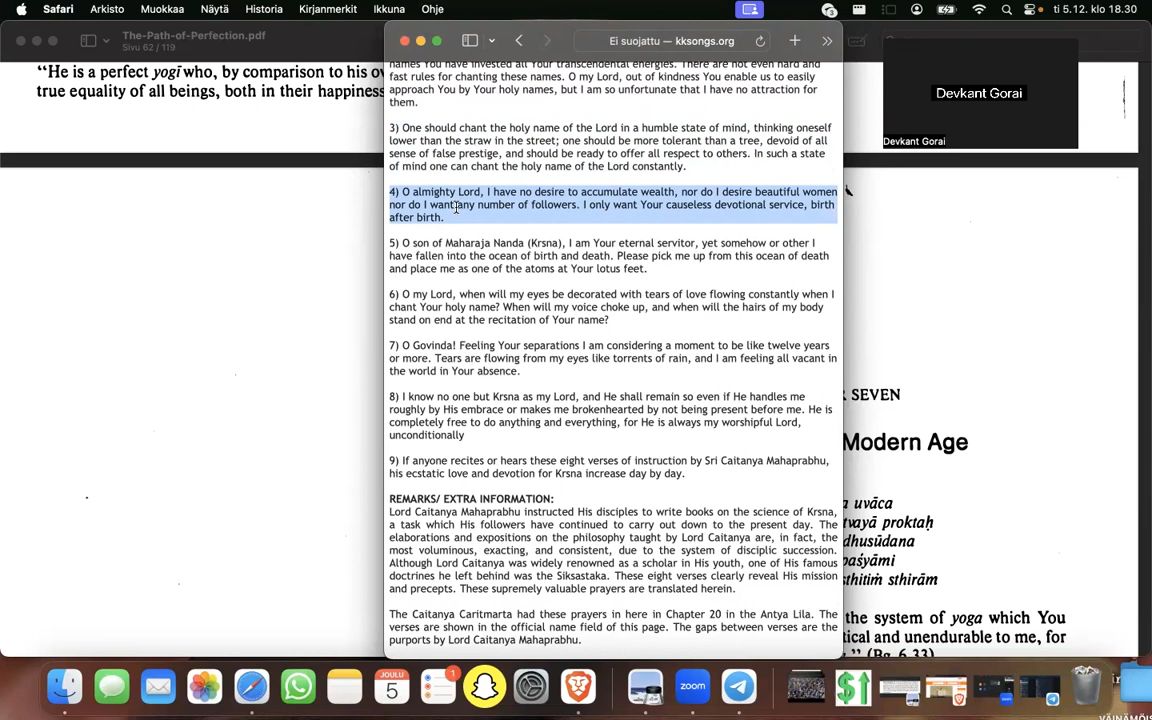 Safari Arkisto Muokkaa Näytä Historia Kirjanmerkit Ikkuna Ohje ti 5.12. klo 18.30
The-Path-of-Perfection.pdf
Sivu 62 / 119
Ei suojattu — kksongs.org
"He is a perfect yogī who, by comparison to his
true equality of all beings, both in their happiness
Devkant Gorai
Devkant Gorai
names You have invested all Your transcendental energies. There are not even hard and
fast rules for chanting these names. O my Lord, out of kindness You enable us to easily
approach You by Your holy names, but I am so unfortunate that I have no attraction for
them.
3) One should chant the holy name of the Lord in a humble state of mind, thinking oneself
lower than the straw in the street; one should be more tolerant than a tree, devoid of all
sense of false prestige, and should be ready to offer all respect to others. In such a state
of mind one can chant the holy name of the Lord constantly.
4) O almighty Lord, I have no desire to accumulate wealth, nor do I desire beautiful women
nor do I want any number of followers. I only want Your causeless devotional service, birth
after birth.
5) O son of Maharaja Nanda (Krsna), I am Your eternal servitor, yet somehow or other I
have fallen into the ocean of birth and death. Please pick me up from this ocean of death
and place me as one of the atoms at Your lotus feet.
6) O my Lord, when will my eyes be decorated with tears of love flowing constantly when I
chant Your holy name? When will my voice choke up, and when will the hairs of my body
stand on end at the recitation of Your name?
7) O Govinda! Feeling Your separations I am considering a moment to be like twelve years
or more. Tears are flowing from my eyes like torrents of rain, and I am feeling all vacant in
the world in Your absence.
8) I know no one but Krsna as my Lord, and He shall remain so even if He handles me
roughly by His embrace or makes me brokenhearted by not being present before me. He is
completely free to do anything and everything, for He is always my worshipful Lord,
unconditionally
9) If anyone recites or hears these eight verses of instruction by Sri Caitanya Mahaprabhu,
his ecstatic love and devotion for Krsna increase day by day.
REMARKS/ EXTRA INFORMATION:
Lord Caitanya Mahaprabhu instructed His disciples to write books on the science of Krsna,
a task which His followers have continued to carry out down to the present day. The
elaborations and expositions on the philosophy taught by Lord Caitanya are, in fact, the
most voluminous, exacting, and consistent, due to the system of disciplic succession.
Although Lord Caitanya was widely renowned as a scholar in His youth, one of His famous
doctrines he left behind was the Siksastaka. These eight verses clearly reveal His mission
and precepts. These supremely valuable prayers are translated herein.
The Caitanya Caritmarta had these prayers in here in Chapter 20 in the Antya Lila. The
verses are shown in the official name field of this page. The gaps between verses are the
purports by Lord Caitanya Mahaprabhu.
SEVEN
Modern Age
uvāca
proktaḥ
sthitiṁ sthirām
the system of yoga which You
and unendurable to me, for
(Bg. 6.33)
JOULU
5
1
zoom